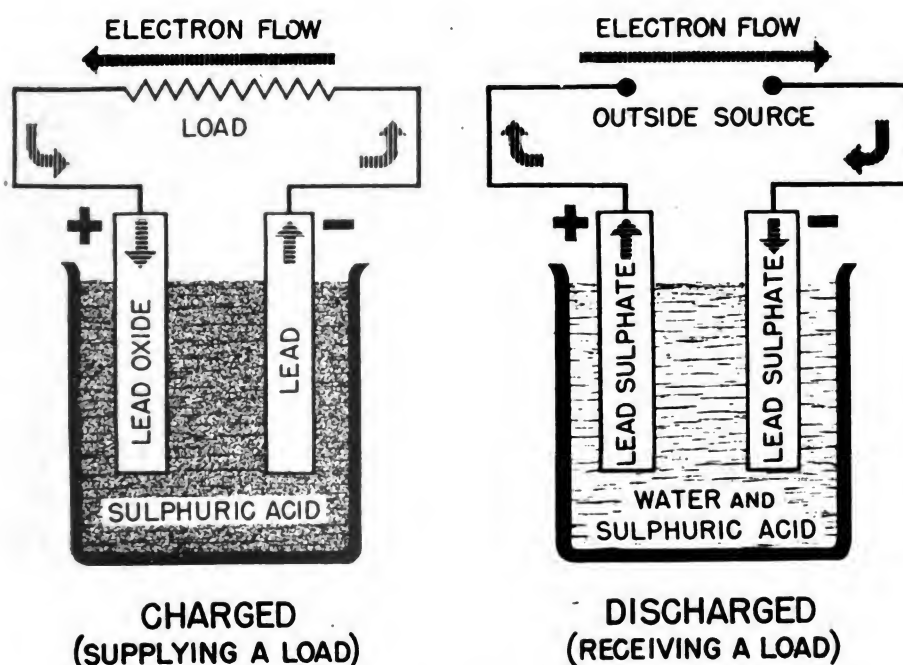 ELECTRON FLOW
LOAD
+
−
LEAD OXIDE
LEAD
SULPHURIC ACID
CHARGED
(SUPPLYING A LOAD)
ELECTRON FLOW
OUTSIDE SOURCE
+
−
LEAD SULPHATE
LEAD SULPHATE
WATER AND
SULPHURIC ACID
DISCHARGED
(RECEIVING A LOAD)